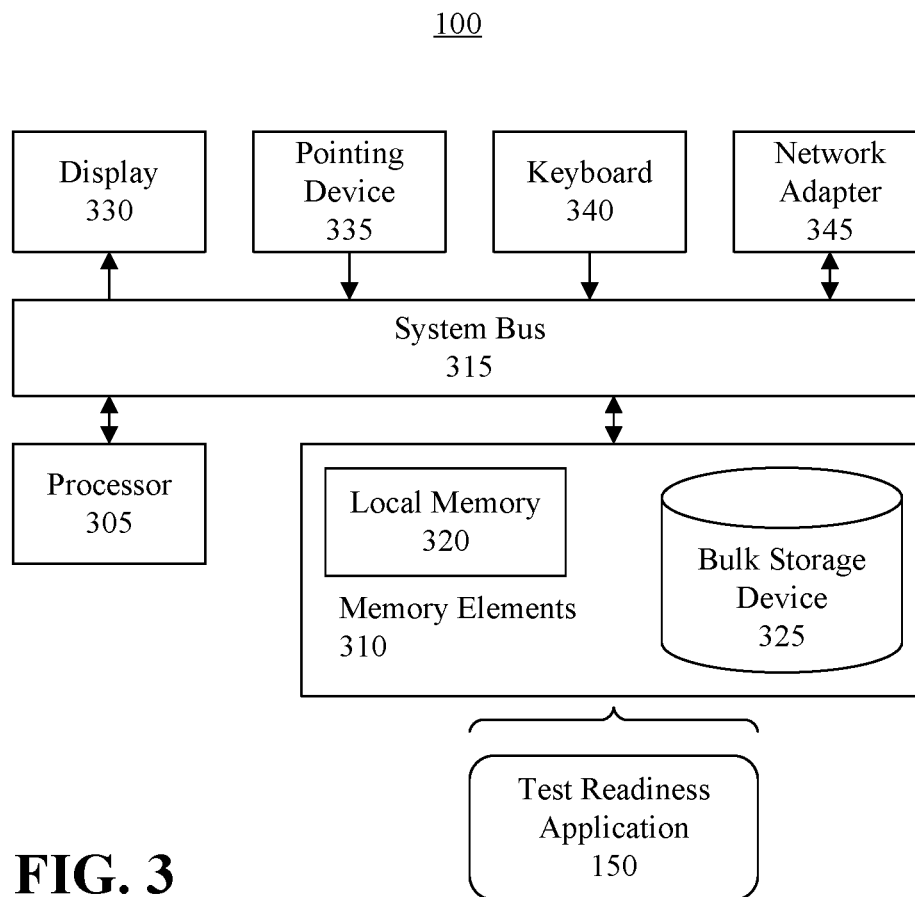 100
Display
330
Pointing
Device
335
Keyboard
340
Network
Adapter
345
System Bus
315
Processor
305
Local Memory
320
Memory Elements
310
Bulk Storage
Device
325
Test Readiness
Application
150
FIG. 3